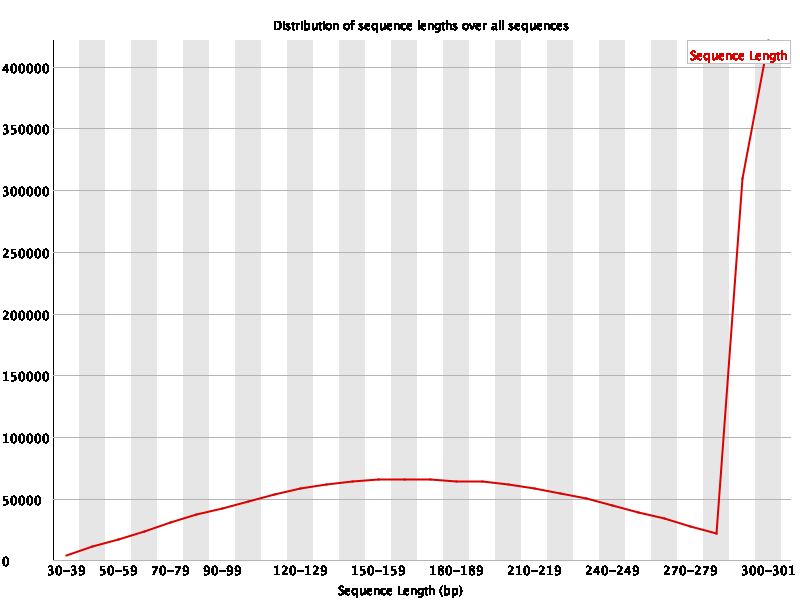 Distribution of sequence lengths over all sequences
Sequence Length
400000
350000
300000
250000
200000
150000
100000
50000
0
30-39 50-59 70-79 90-99 120-129 150-159 180-189 210-219 240-249 270-279 300-301
Sequence Length (bp)